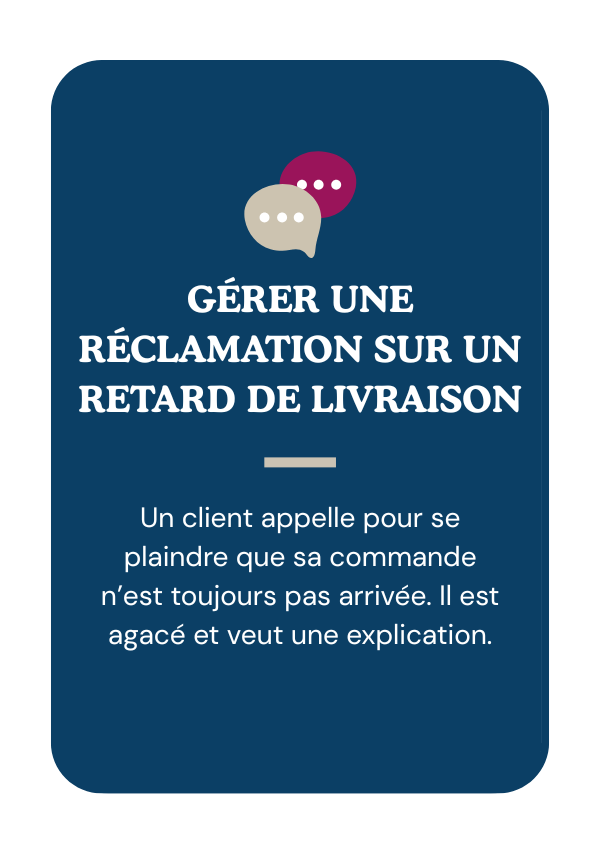 GÉRER UNE
RÉCLAMATION SUR UN
RETARD DE LIVRAISON
Un client appelle pour se
plaindre que sa commande
n’est toujours pas arrivée. Il est
agacé et veut une explication.